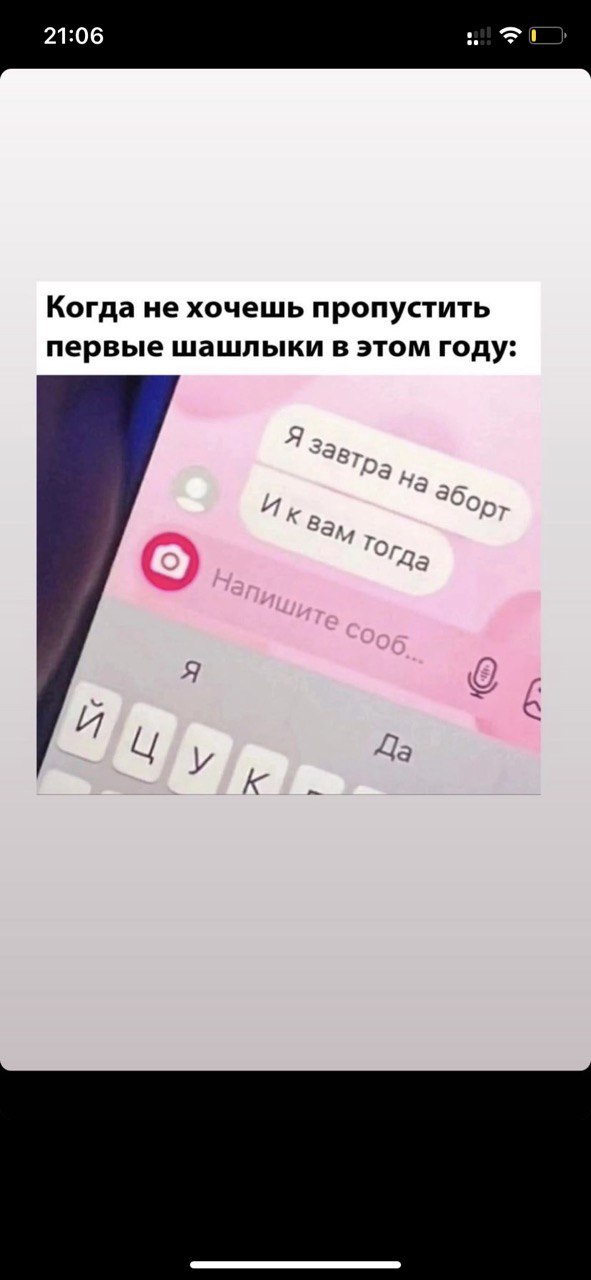 21:06
Когда не хочешь пропустить
первые шашлыки в этом году:
Я завтра на аборт
И к вам тогда
Напишите сооб...
Я
Да
Й Ц У К